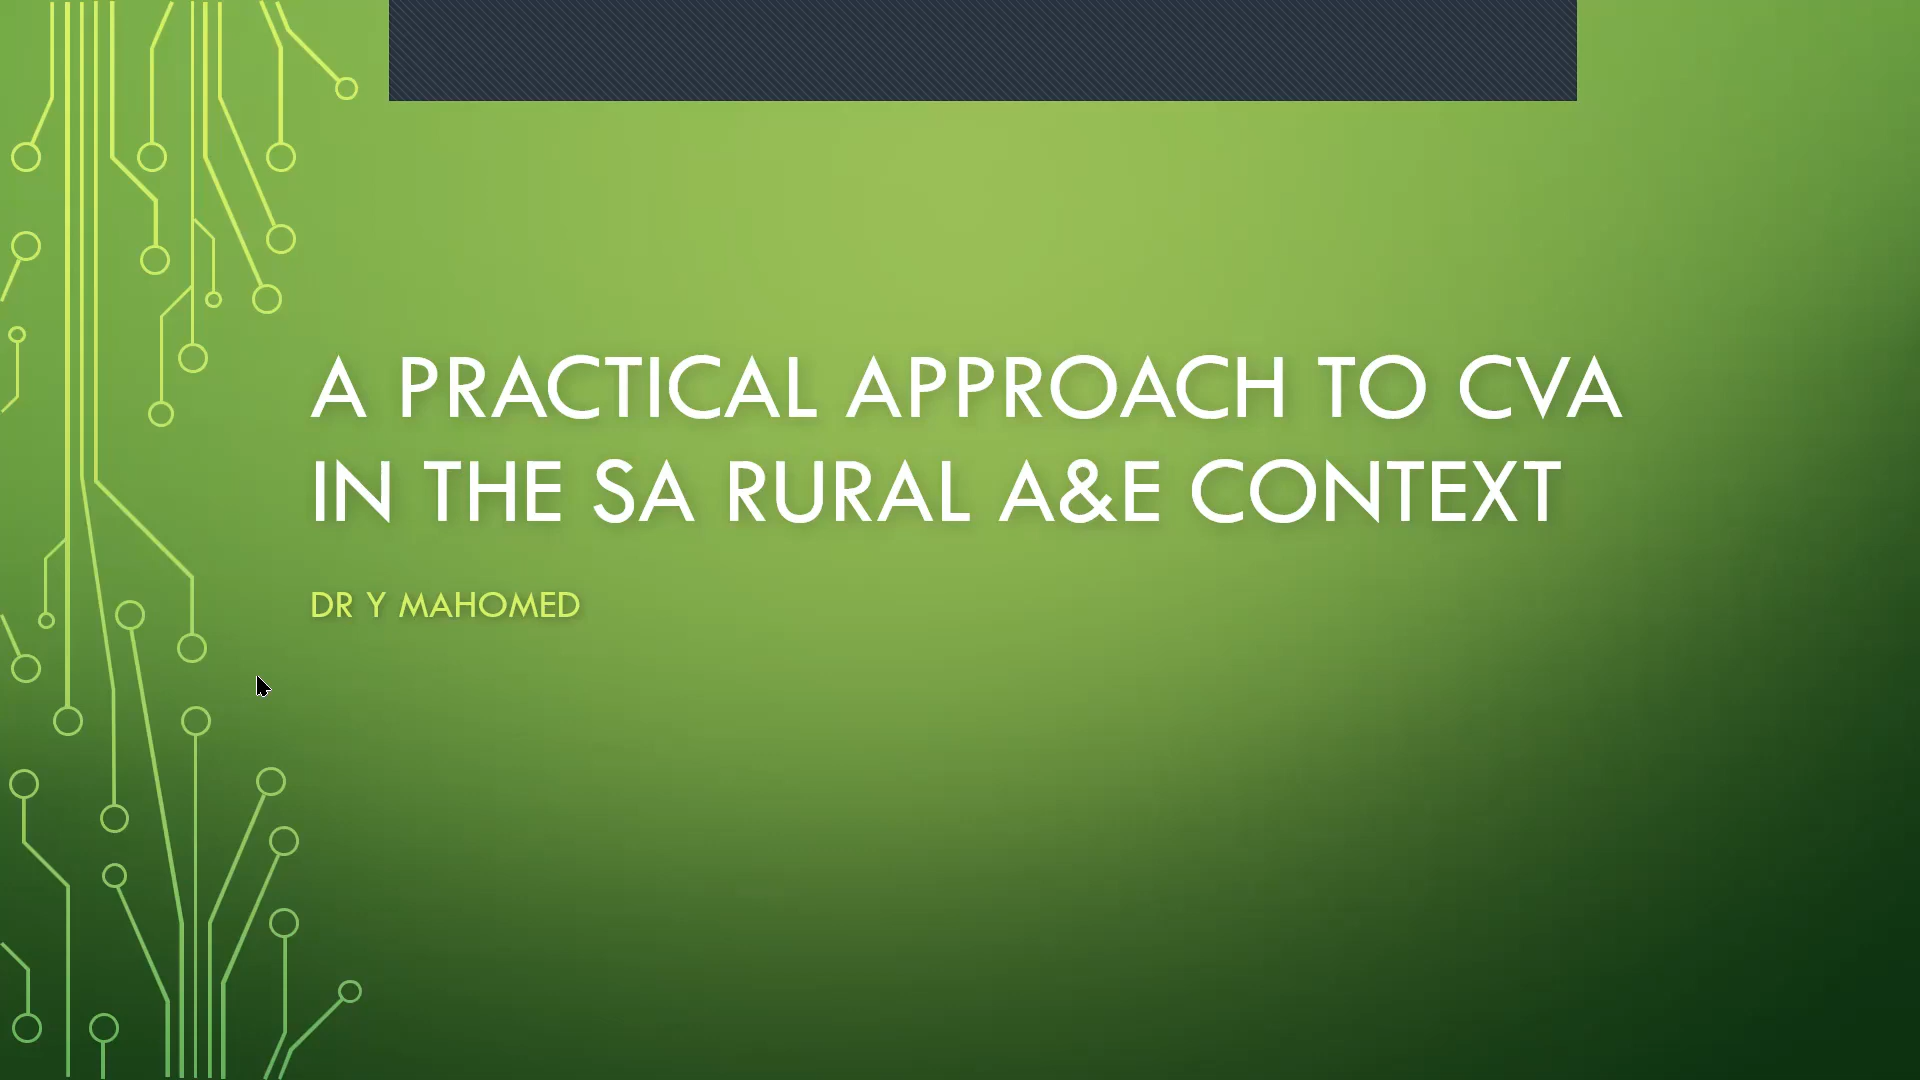 A PRACTICAL APPROACH TO CVA
IN THE SA RURAL A&E CONTEXT
DR Y MAHOMED